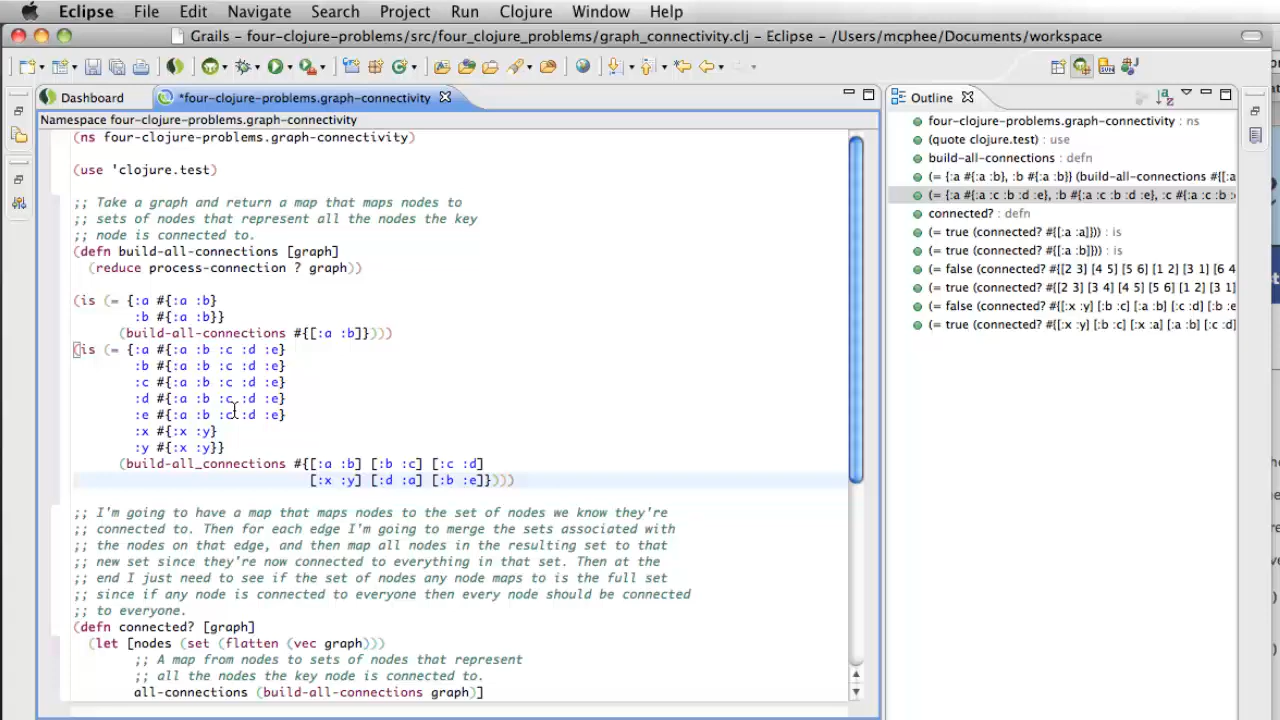 Eclipse File Edit Navigate Search Project Run Clojure Window Help
Grails - four-clojure-problems/src/four_clojure_problems/graph_connectivity.clj - Eclipse - /Users/mcphee/Documents/workspace
Dashboard
*four-clojure-problems.graph-connectivity
Namespace four-clojure-problems.graph-connectivity
(ns four-clojure-problems.graph-connectivity)
(use 'clojure.test)
;; Take a graph and return a map that maps nodes to
;; sets of nodes that represent all the nodes the key
;; node is connected to.
(defn build-all-connections [graph]
(reduce process-connection ? graph))
(is (= {:a #{:a :b}
:b #{:a :b}}
(build-all-connections #{[:a :b]})))
(is (= {:a #{:a :b :c :d :e}
:b #{:a :b :c :d :e}
:c #{:a :b :c :d :e}
:d #{:a :b :c :d :e}
:e #{:a :b :c :d :e}
:x #{:x :y}
:y #{:x :y}}
(build-all_connections #{[:a :b] [:b :c] [:c :d]
[:x :y] [:d :a] [:b :e]})))
;; I'm going to have a map that maps nodes to the set of nodes we know they're
;; connected to. Then for each edge I'm going to merge the sets associated with
;; the nodes on that edge, and then map all nodes in the resulting set to that
;; new set since they're now connected to everything in that set. Then at the
;; end I just need to see if the set of nodes any node maps to is the full set
;; since if any node is connected to everyone then every node should be connected
;; to everyone.
(defn connected? [graph]
(let [nodes (set (flatten (vec graph)))
;; A map from nodes to sets of nodes that represent
;; all the nodes the key node is connected to.
all-connections (build-all-connections graph)]
Outline
four-clojure-problems.graph-connectivity : ns
(quote clojure.test) : use
build-all-connections : defn
(= {:a #{:a :b}, :b #{:a :b}} (build-all-connections #{[:a
(= {:a #{:a :c :b :d :e}, :b #{:a :c :b :d :e}, :c #{:a :c :b :
connected? : defn
(= true (connected? #{[:a :a]})) : is
(= true (connected? #{[:a :b]})) : is
(= false (connected? #{[2 3] [4 5] [5 6] [1 2] [3 1] [6 4
(= true (connected? #{[2 3] [3 4] [5 6] [1 2] [3 1]
(= false (connected? #{[:x :y] [:b :c] [:a :b] [:c :d] [:b :e
(= true (connected? #{[:x :y] [:b :c] [:x :a] [:a :b] [:c :d]